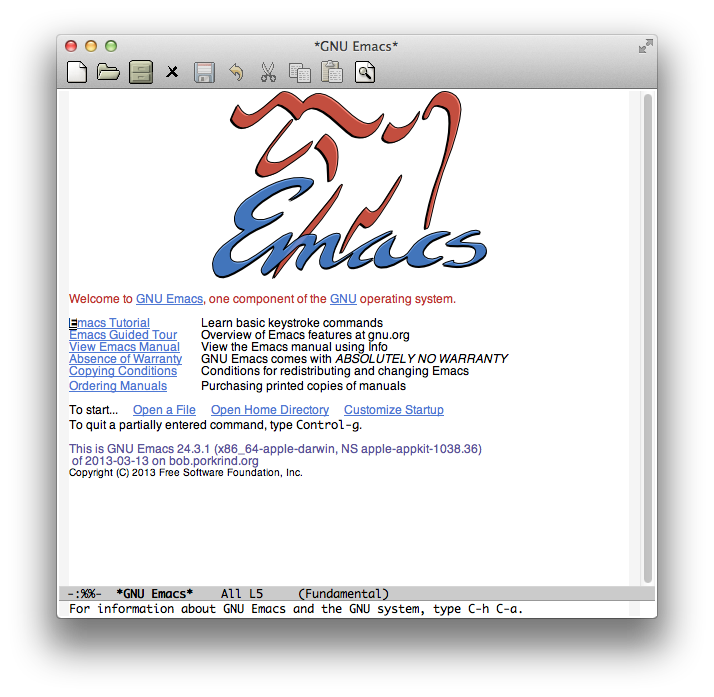 *GNU Emacs*
Emacs
Welcome to GNU Emacs, one component of the GNU operating system.
Emacs Tutorial Learn basic keystroke commands
Emacs Guided Tour Overview of Emacs features at gnu.org
View Emacs Manual View the Emacs manual using Info
Absence of Warranty GNU Emacs comes with ABSOLUTELY NO WARRANTY
Copying Conditions Conditions for redistributing and changing Emacs
Ordering Manuals Purchasing printed copies of manuals
To start... Open a File Open Home Directory Customize Startup
To quit a partially entered command, type Control-g.
This is GNU Emacs 24.3.1 (x86_64-apple-darwin, NS apple-appkit-1038.36)
of 2013-03-13 on bob.porkrind.org
Copyright (C) 2013 Free Software Foundation, Inc.
-:%%- *GNU Emacs* All L5 (Fundamental)
For information about GNU Emacs and the GNU system, type C-h C-a.